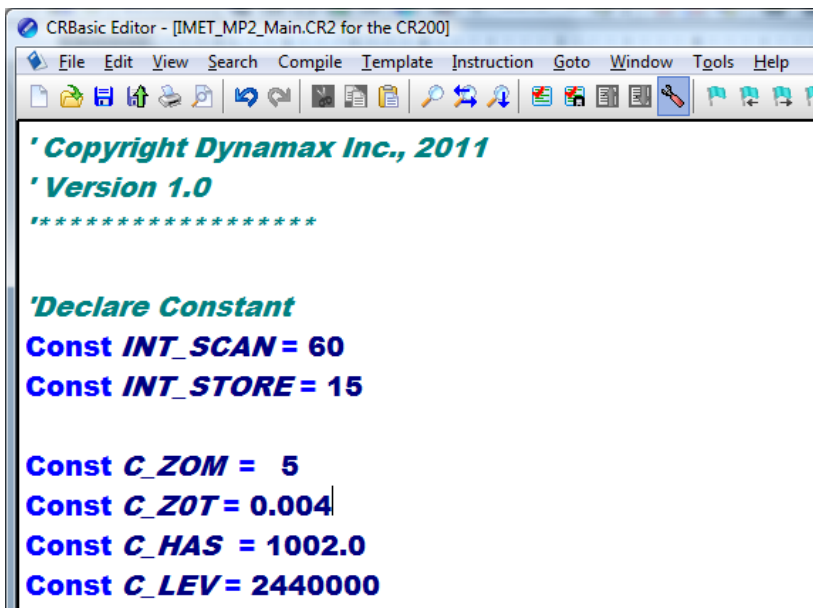 CRBasic Editor - [IMET_MP2_Main.CR2 for the CR200]
File Edit View Search Compile Template Instruction Goto Window Tools Help
' Copyright Dynamax Inc., 2011
' Version 1.0
'******************
'Declare Constant
Const INT_SCAN = 60
Const INT_STORE = 15
Const C_ZOM = 5
Const C_Z0T = 0.004
Const C_HAS = 1002.0
Const C_LEV = 2440000